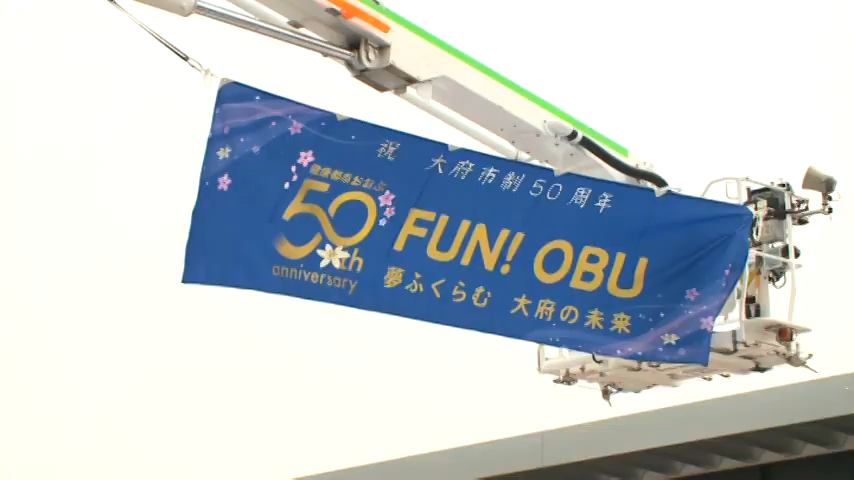 祝 大府市制50周年
健康都市おおぶ
50th
anniversary
FUN! OBU
夢ふくらむ 大府の未来